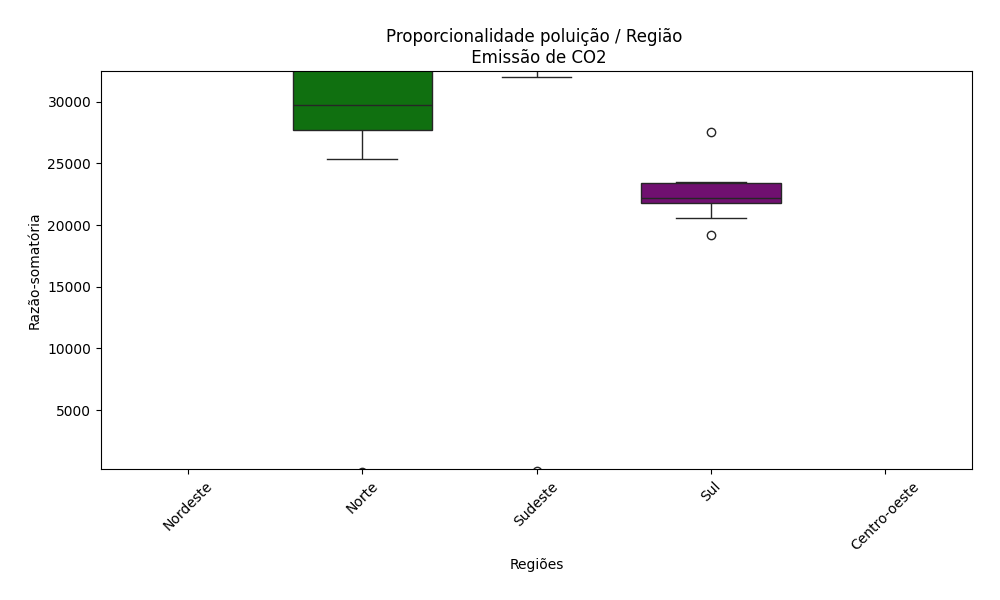 Proporcionalidade poluição / Região
Emissão de CO2
30000
25000
20000
15000
10000
5000
Razão-somatória
Nordeste
Norte
Sudeste
Sul
Centro-oeste
Regiões